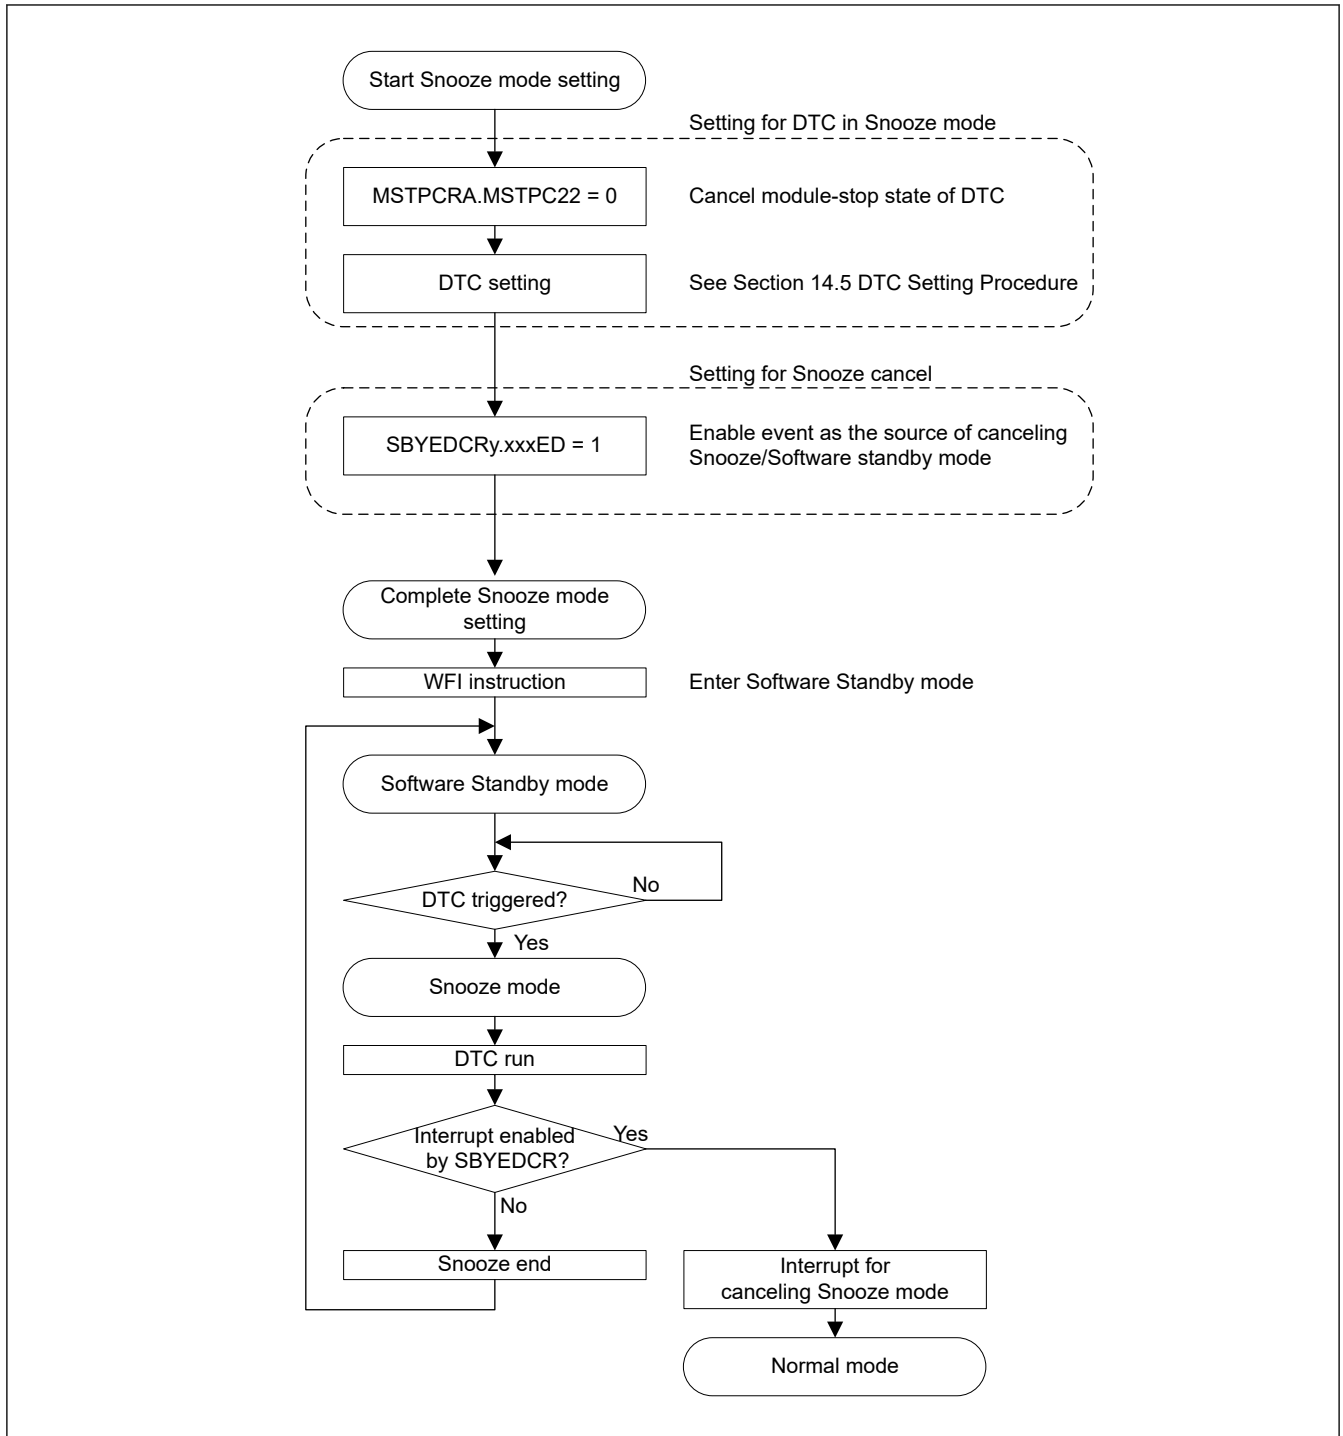 Start Snooze mode setting
Setting for DTC in Snooze mode
MSTPCRA.MSTPC22 = 0
Cancel module-stop state of DTC
DTC setting
See Section 14.5 DTC Setting Procedure
Setting for Snooze cancel
SBYEDCRy.xxxED = 1
Enable event as the source of canceling
Snooze/Software standby mode
Complete Snooze mode
setting
WFI instruction
Enter Software Standby mode
Software Standby mode
DTC triggered?
No
Yes
Snooze mode
DTC run
Interrupt enabled
by SBYEDCR?
Yes
No
Snooze end
Interrupt for
canceling Snooze mode
Normal mode